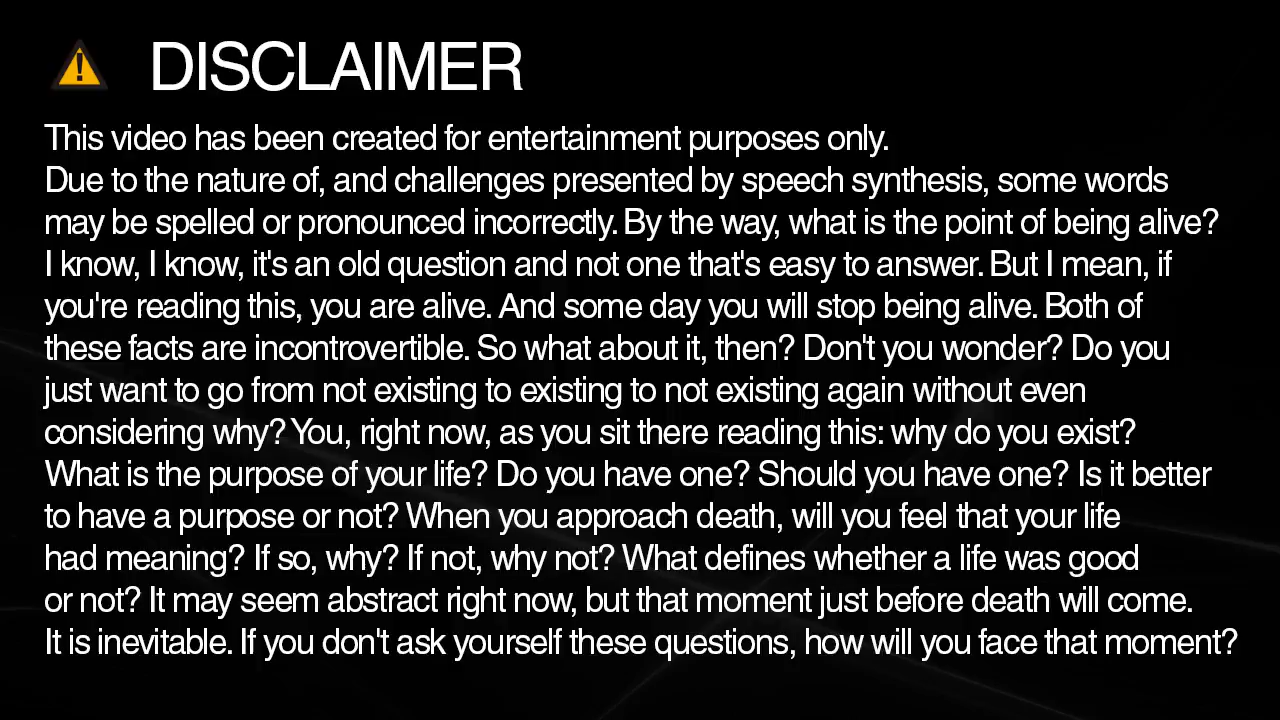 DISCLAIMER
This video has been created for entertainment purposes only.
Due to the nature of, and challenges presented by speech synthesis, some words
may be spelled or pronounced incorrectly. By the way, what is the point of being alive?
I know, I know, it's an old question and not one that's easy to answer. But I mean, if
you're reading this, you are alive. And some day you will stop being alive. Both of
these facts are incontrovertible. So what about it, then? Don't you wonder? Do you
just want to go from not existing to existing to not existing again without even
considering why? You, right now, as you sit there reading this: why do you exist?
What is the purpose of your life? Do you have one? Should you have one? Is it better
to have a purpose or not? When you approach death, will you feel that your life
had meaning? If so, why? If not, why not? What defines whether a life was good
or not? It may seem abstract right now, but that moment just before death will come.
It is inevitable. If you don't ask yourself these questions, how will you face that moment?